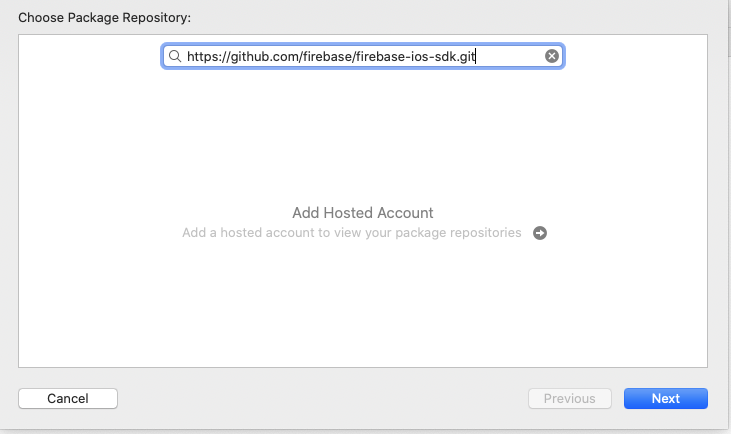 Choose Package Repository:
https://github.com/firebase/firebase-ios-sdk.git
Add Hosted Account
Add a hosted account to view your package repositories
Cancel
Previous
Next